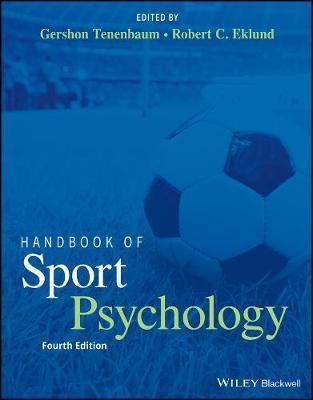 EDITED BY
Gershon Tenenbaum • Robert C. Eklund
HANDBOOK OF
Sport
Psychology
Fourth Edition
WILEY Blackwell